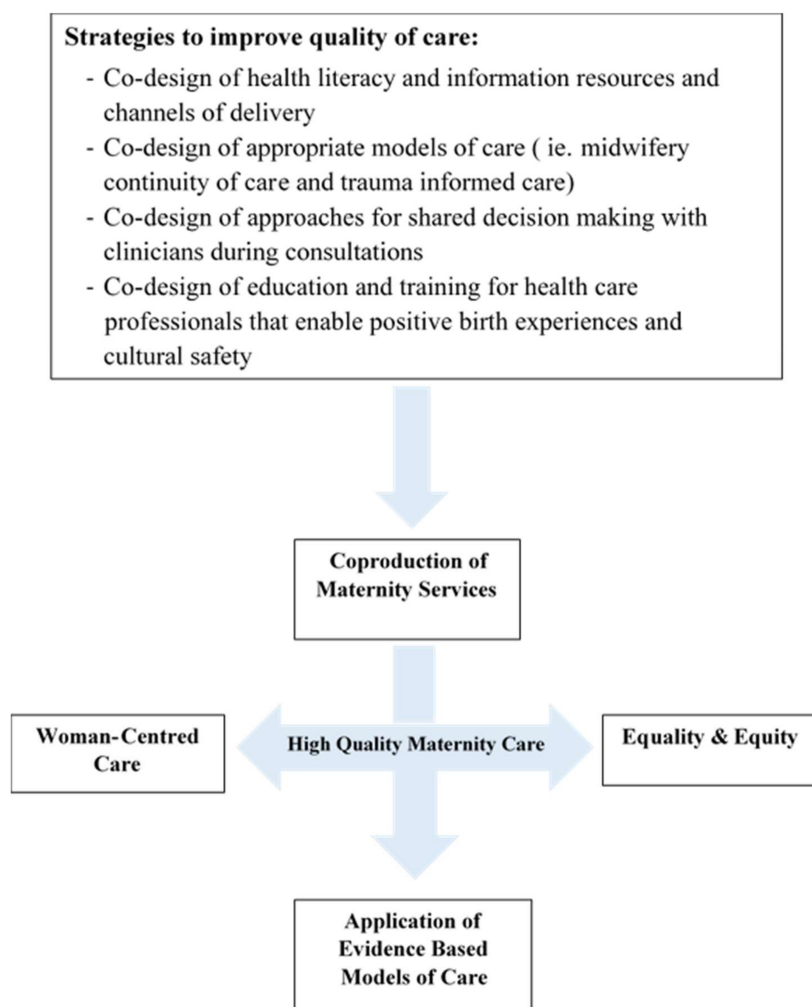 Strategies to improve quality of care:
- Co-design of health literacy and information resources and
channels of delivery
- Co-design of appropriate models of care ( ie. midwifery
continuity of care and trauma informed care)
- Co-design of approaches for shared decision making with
clinicians during consultations
- Co-design of education and training for health care
professionals that enable positive birth experiences and
cultural safety
Coproduction of
Maternity Services
Woman-Centred
Care
High Quality Maternity Care
Equality & Equity
Application of
Evidence Based
Models of Care